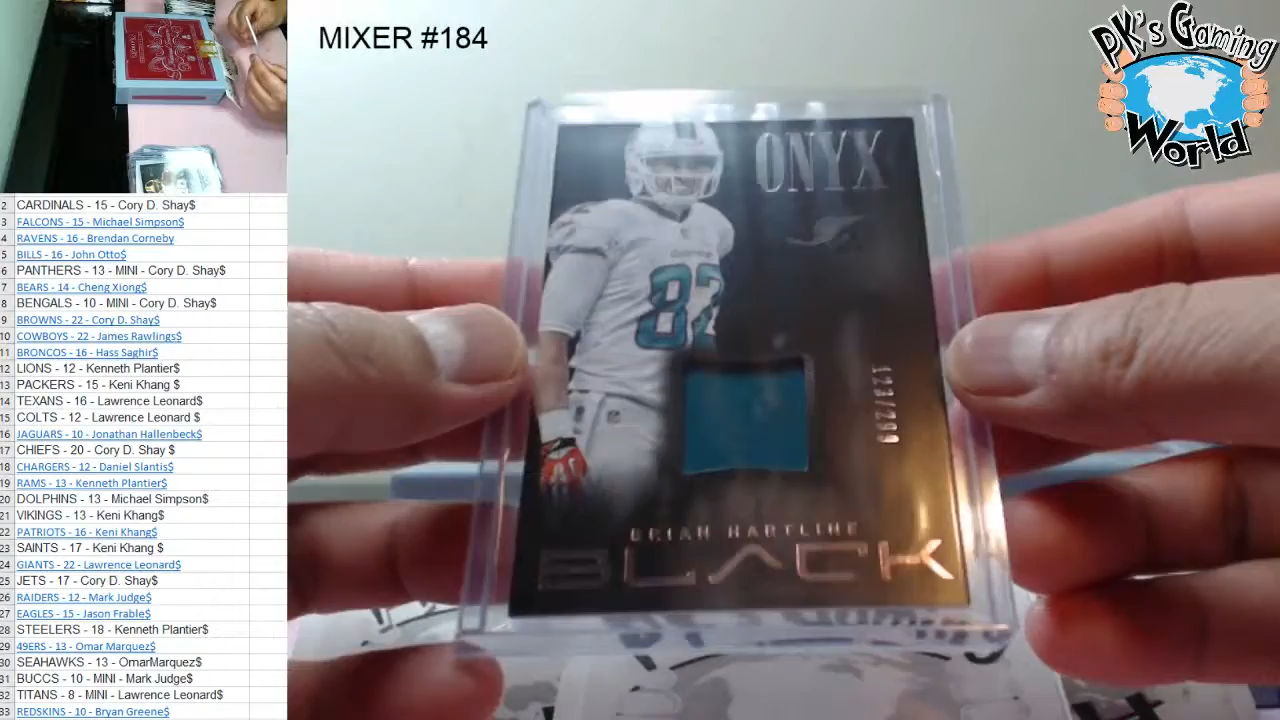 MIXER #184
PK's Gaming
World
ONYX
82
123/299
BRIAN HARTLINE
BLACK
2 CARDINALS - 15 - Cory D. Shay$
3 FALCONS - 15 - Michael Simpson$
4 RAVENS - 16 - Brendan Corneby
5 BILLS - 16 - John Otto$
6 PANTHERS - 13 - MINI - Cory D. Shay$
7 BEARS - 14 - Cheng Xiong$
8 BENGALS - 10 - MINI - Cory D. Shay$
9 BROWNS - 22 - Cory D. Shay$
10 COWBOYS - 22 - James Rawlings$
11 BRONCOS - 16 - Hass Saghir$
12 LIONS - 12 - Kenneth Plantier$
13 PACKERS - 15 - Keni Khang $
14 TEXANS - 16 - Lawrence Leonard$
15 COLTS - 12 - Lawrence Leonard $
16 JAGUARS - 10 - Jonathan Hallenbeck$
17 CHIEFS - 20 - Cory D. Shay $
18 CHARGERS - 12 - Daniel Slantis$
19 RAMS - 13 - Kenneth Plantier$
20 DOLPHINS - 13 - Michael Simpson$
21 VIKINGS - 13 - Keni Khang$
22 PATRIOTS - 16 - Keni Khang$
23 SAINTS - 17 - Keni Khang $
24 GIANTS - 22 - Lawrence Leonard$
25 JETS - 17 - Cory D. Shay$
26 RAIDERS - 12 - Mark Judge$
27 EAGLES - 15 - Jason Frable$
28 STEELERS - 18 - Kenneth Plantier$
29 49ERS - 13 - Omar Marquez$
30 SEAHAWKS - 13 - OmarMarquez$
31 BUCCS - 10 - MINI - Mark Judge$
32 TITANS - 8 - MINI - Lawrence Leonard$
33 REDSKINS - 10 - Bryan Greene$